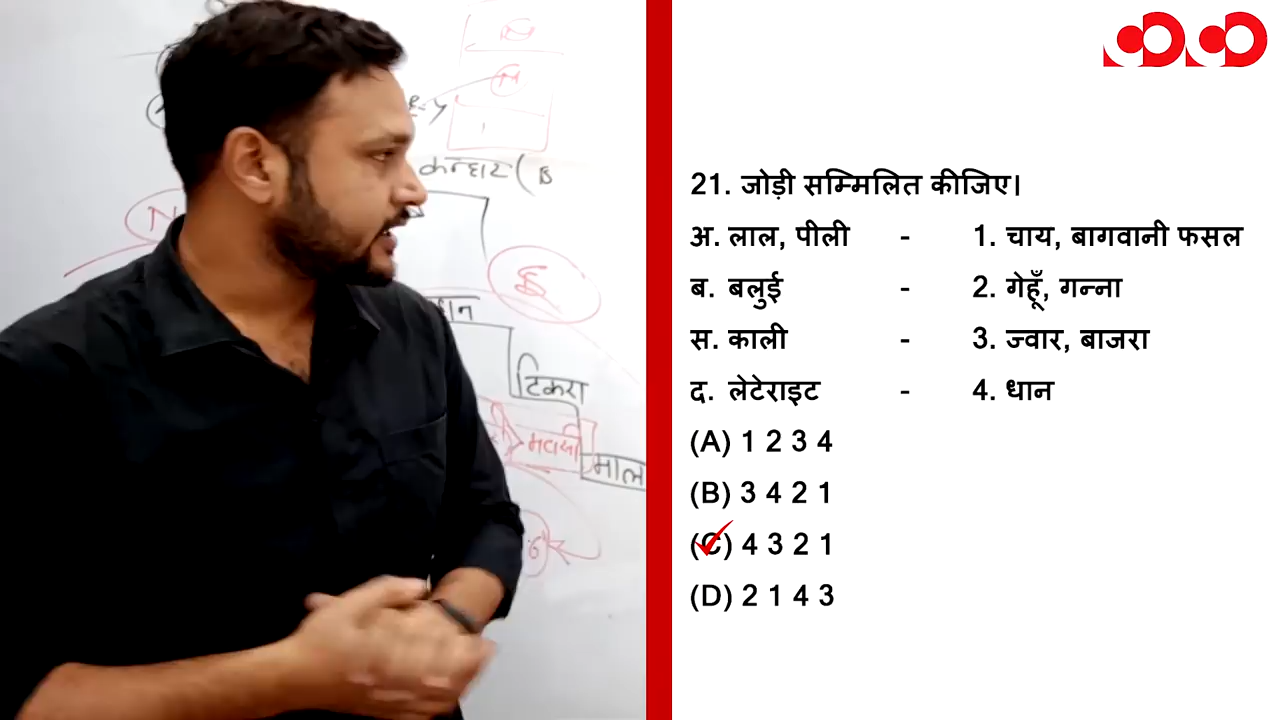 कन्हार ( B
टिकरा
माल
21. जोड़ी सम्मिलित कीजिए।
अ. लाल, पीली - 1. चाय, बागवानी फसल
ब. बलुई - 2. गेहूँ, गन्ना
स. काली - 3. ज्वार, बाजरा
द. लेटेराइट - 4. धान
(A) 1 2 3 4
(B) 3 4 2 1
(C) 4 3 2 1
(D) 2 1 4 3